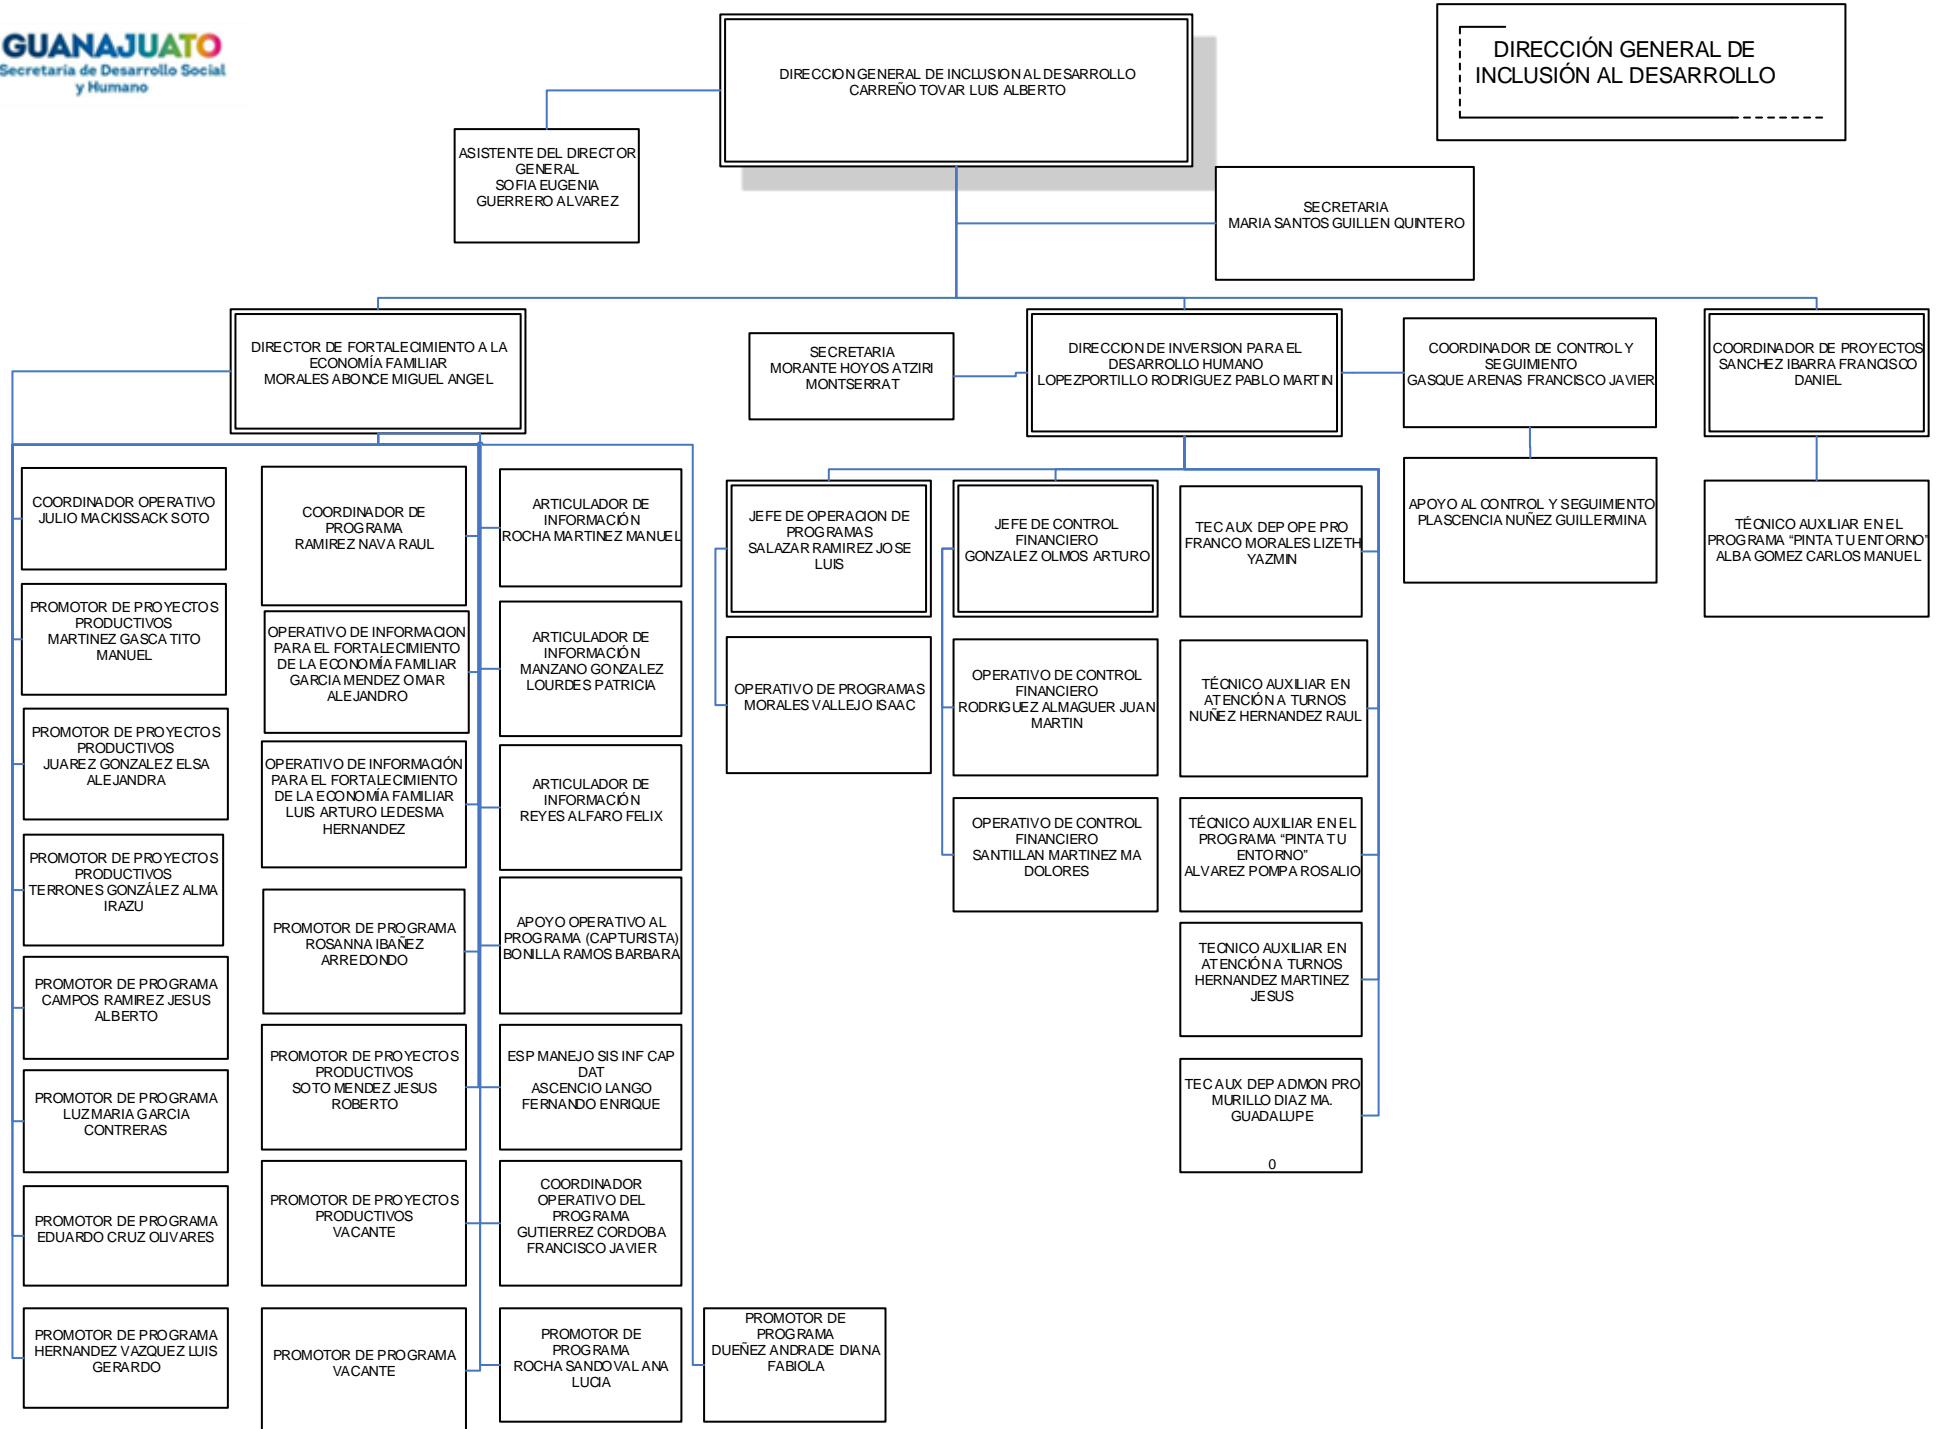 GUANAJUATO
Secretaría de Desarrollo Social
y Humano
DIRECCION GENERAL DE INCLUSION AL DESARROLLO
CARREÑO TOVAR LUIS ALBERTO
DIRECCIÓN GENERAL DE
INCLUSIÓN AL DESARROLLO
ASISTENTE DEL DIRECTOR
GENERAL
SOFIA EUGENIA
GUERRERO ALVAREZ
SECRETARIA
MARIA SANTOS GUILLEN QUINTERO
DIRECTOR DE FORTALECIMIENTO A LA
ECONOMÍA FAMILIAR
MORALES ABONCE MIGUEL ANGEL
SECRETARIA
MORANTE HOYOS ATZIRI
MONTSERRAT
DIRECCION DE INVERSION PARA EL
DESARROLLO HUMANO
LOPEZPORTILLO RODRIGUEZ PABLO MARTIN
COORDINADOR DE CONTROL Y
SEGUIMIENTO
GASQUE ARENAS FRANCISCO JAVIER
COORDINADOR DE PROYECTOS
SANCHEZ IBARRA FRANCISCO
DANIEL
COORDINADOR OPERATIVO
JULIO MACKISSACK SOTO
PROMOTOR DE PROYECTOS
PRODUCTIVOS
MARTINEZ GASCA TITO
MANUEL
PROMOTOR DE PROYECTOS
PRODUCTIVOS
JUAREZ GONZALEZ ELSA
ALEJANDRA
PROMOTOR DE PROYECTOS
PRODUCTIVOS
TERRONES GONZÁLEZ ALMA
IRAZU
PROMOTOR DE PROGRAMA
CAMPOS RAMIREZ JESUS
ALBERTO
PROMOTOR DE PROGRAMA
LUZ MARIA GARCIA
CONTRERAS
PROMOTOR DE PROGRAMA
EDUARDO CRUZ OLIVARES
PROMOTOR DE PROGRAMA
HERNANDEZ VAZQUEZ LUIS
GERARDO
COORDINADOR DE
PROGRAMA
RAMIREZ NAVA RAUL
OPERATIVO DE INFORMACION
PARA EL FORTALECIMIENTO
DE LA ECONOMÍA FAMILIAR
GARCIA MENDEZ OMAR
ALEJANDRO
OPERATIVO DE INFORMACIÓN
PARA EL FORTALECIMIENTO
DE LA ECONOMÍA FAMILIAR
LUIS ARTURO LEDESMA
HERNANDEZ
PROMOTOR DE PROGRAMA
ROSANNA IBAÑEZ
ARREDONDO
PROMOTOR DE PROYECTOS
PRODUCTIVOS
SOTO MENDEZ JESUS
ROBERTO
PROMOTOR DE PROYECTOS
PRODUCTIVOS
VACANTE
PROMOTOR DE PROGRAMA
VACANTE
ARTICULADOR DE
INFORMACIÓN
ROCHA MARTINEZ MANUEL
ARTICULADOR DE
INFORMACIÓN
MANZANO GONZALEZ
LOURDES PATRICIA
ARTICULADOR DE
INFORMACIÓN
REYES ALFARO FELIX
APOYO OPERATIVO AL
PROGRAMA (CAPTURISTA)
BONILLA RAMOS BARBARA
ESP MANEJO SIS INF CAP
DAT
ASCENCIO LANGO
FERNANDO ENRIQUE
COORDINADOR
OPERATIVO DEL
PROGRAMA
GUTIERREZ CORDOBA
FRANCISCO JAVIER
PROMOTOR DE
PROGRAMA
ROCHA SANDOVAL ANA
LUCIA
PROMOTOR DE
PROGRAMA
DUEÑEZ ANDRADE DIANA
FABIOLA
JEFE DE OPERACION DE
PROGRAMAS
SALAZAR RAMIREZ JOSE
LUIS
OPERATIVO DE PROGRAMAS
MORALES VALLEJO ISAAC
JEFE DE CONTROL
FINANCIERO
GONZALEZ OLMOS ARTURO
OPERATIVO DE CONTROL
FINANCIERO
RODRIGUEZ ALMAGUER JUAN
MARTIN
OPERATIVO DE CONTROL
FINANCIERO
SANTILLAN MARTINEZ MA
DOLORES
TEC AUX DEP OPE PRO
FRANCO MORALES LIZETH
YAZMIN
TÉCNICO AUXILIAR EN
ATENCIÓN A TURNOS
NUÑEZ HERNANDEZ RAUL
TÉCNICO AUXILIAR EN EL
PROGRAMA “PINTA TU
ENTORNO”
ALVAREZ POMPA ROSALIO
TECNICO AUXILIAR EN
ATENCIÓN A TURNOS
HERNANDEZ MARTINEZ
JESUS
TEC AUX DEP ADMON PRO
MURILLO DIAZ MA.
GUADALUPE
0
APOYO AL CONTROL Y SEGUIMIENTO
PLASCENCIA NUÑEZ GUILLERMINA
TÉCNICO AUXILIAR EN EL
PROGRAMA “PINTA TU ENTORNO”
ALBA GOMEZ CARLOS MANUEL